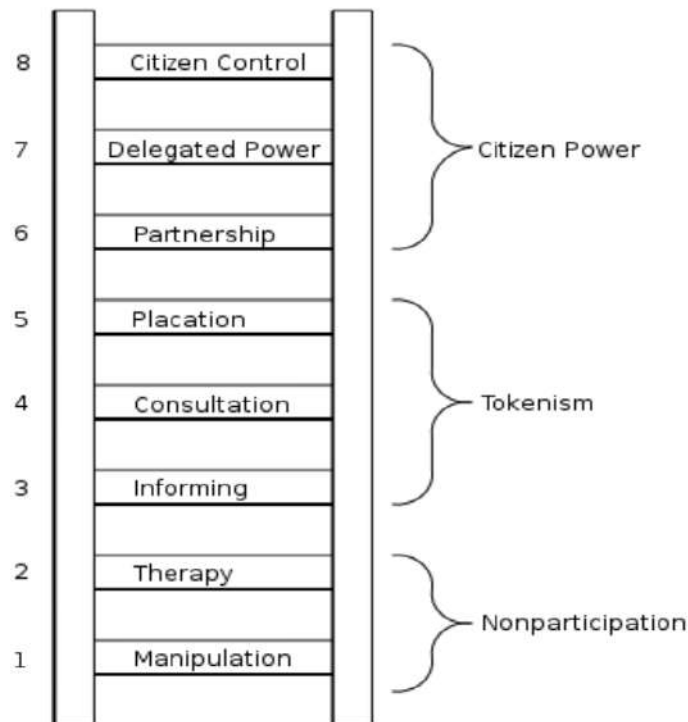 8 Citizen Control
7 Delegated Power
Citizen Power
6 Partnership
5 Placation
4 Consultation
Tokenism
3 Informing
2 Therapy
Nonparticipation
1 Manipulation